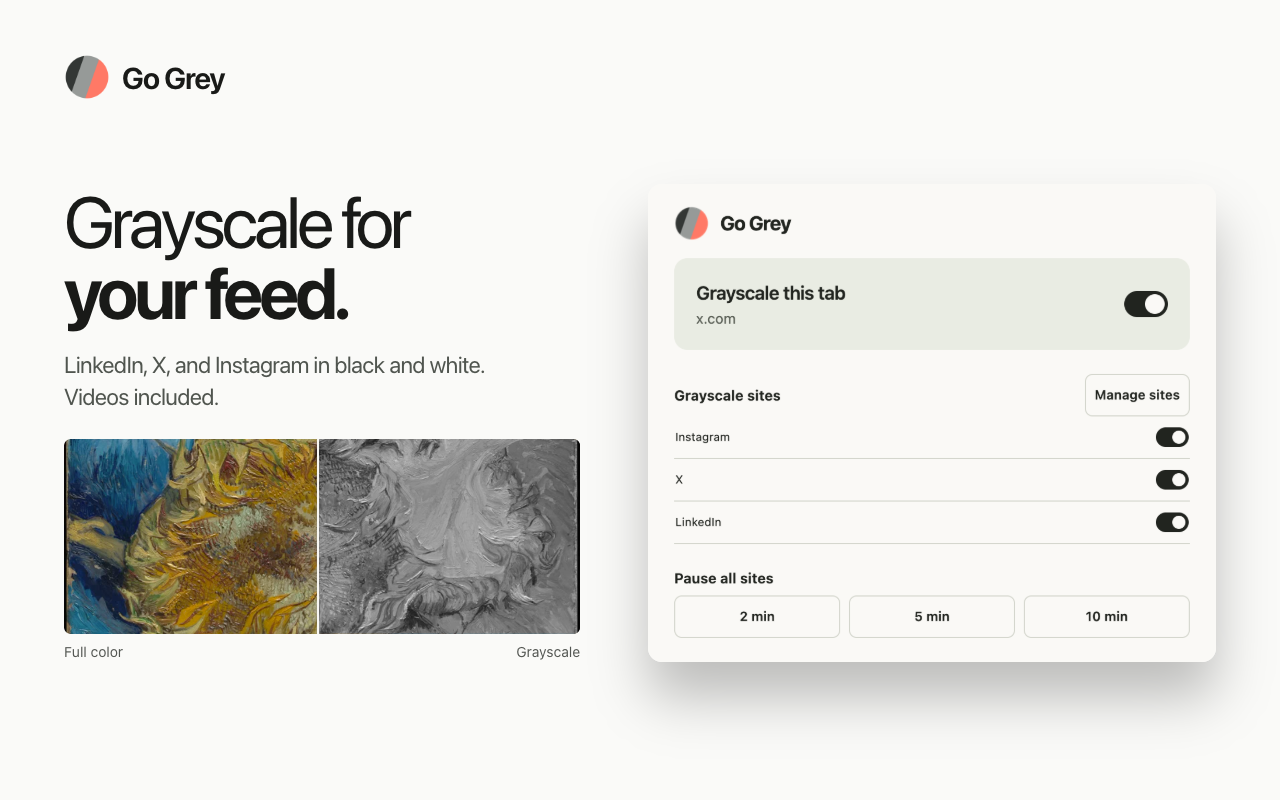 Go Grey
Grayscale for
your feed.
LinkedIn, X, and Instagram in black and white.
Videos included.
Full color
Grayscale
Go Grey
Grayscale this tab
x.com
Grayscale sites
Manage sites
Instagram
X
LinkedIn
Pause all sites
2 min
5 min
10 min